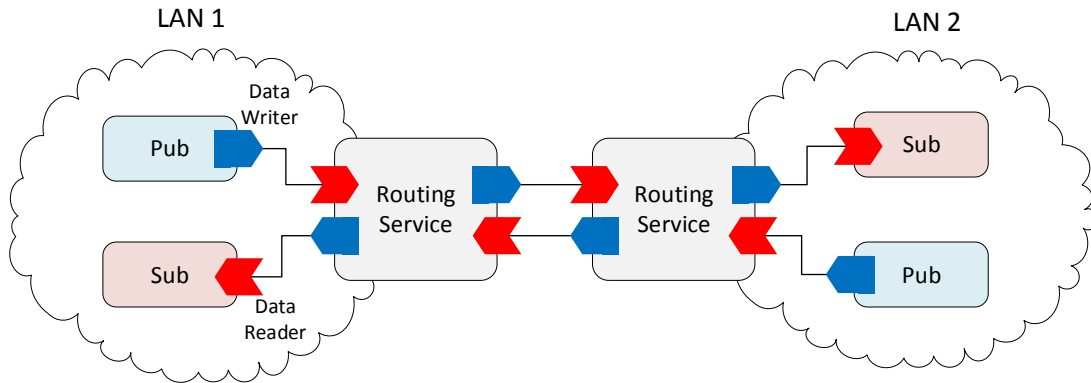 LAN 1
LAN 2
Data
Writer
Pub
Sub
Routing
Service
Routing
Service
Sub
Pub
Data
Reader